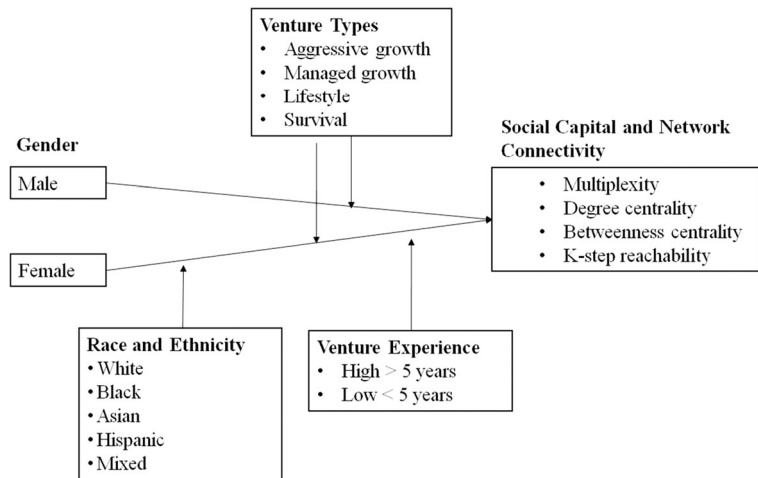 Venture Types
• Aggressive growth
• Managed growth
• Lifestyle
• Survival
Gender
Male
Female
Social Capital and Network
Connectivity
• Multiplexity
• Degree centrality
• Betweenness centrality
• K-step reachability
Race and Ethnicity
• White
• Black
• Asian
• Hispanic
• Mixed
Venture Experience
• High > 5 years
• Low < 5 years